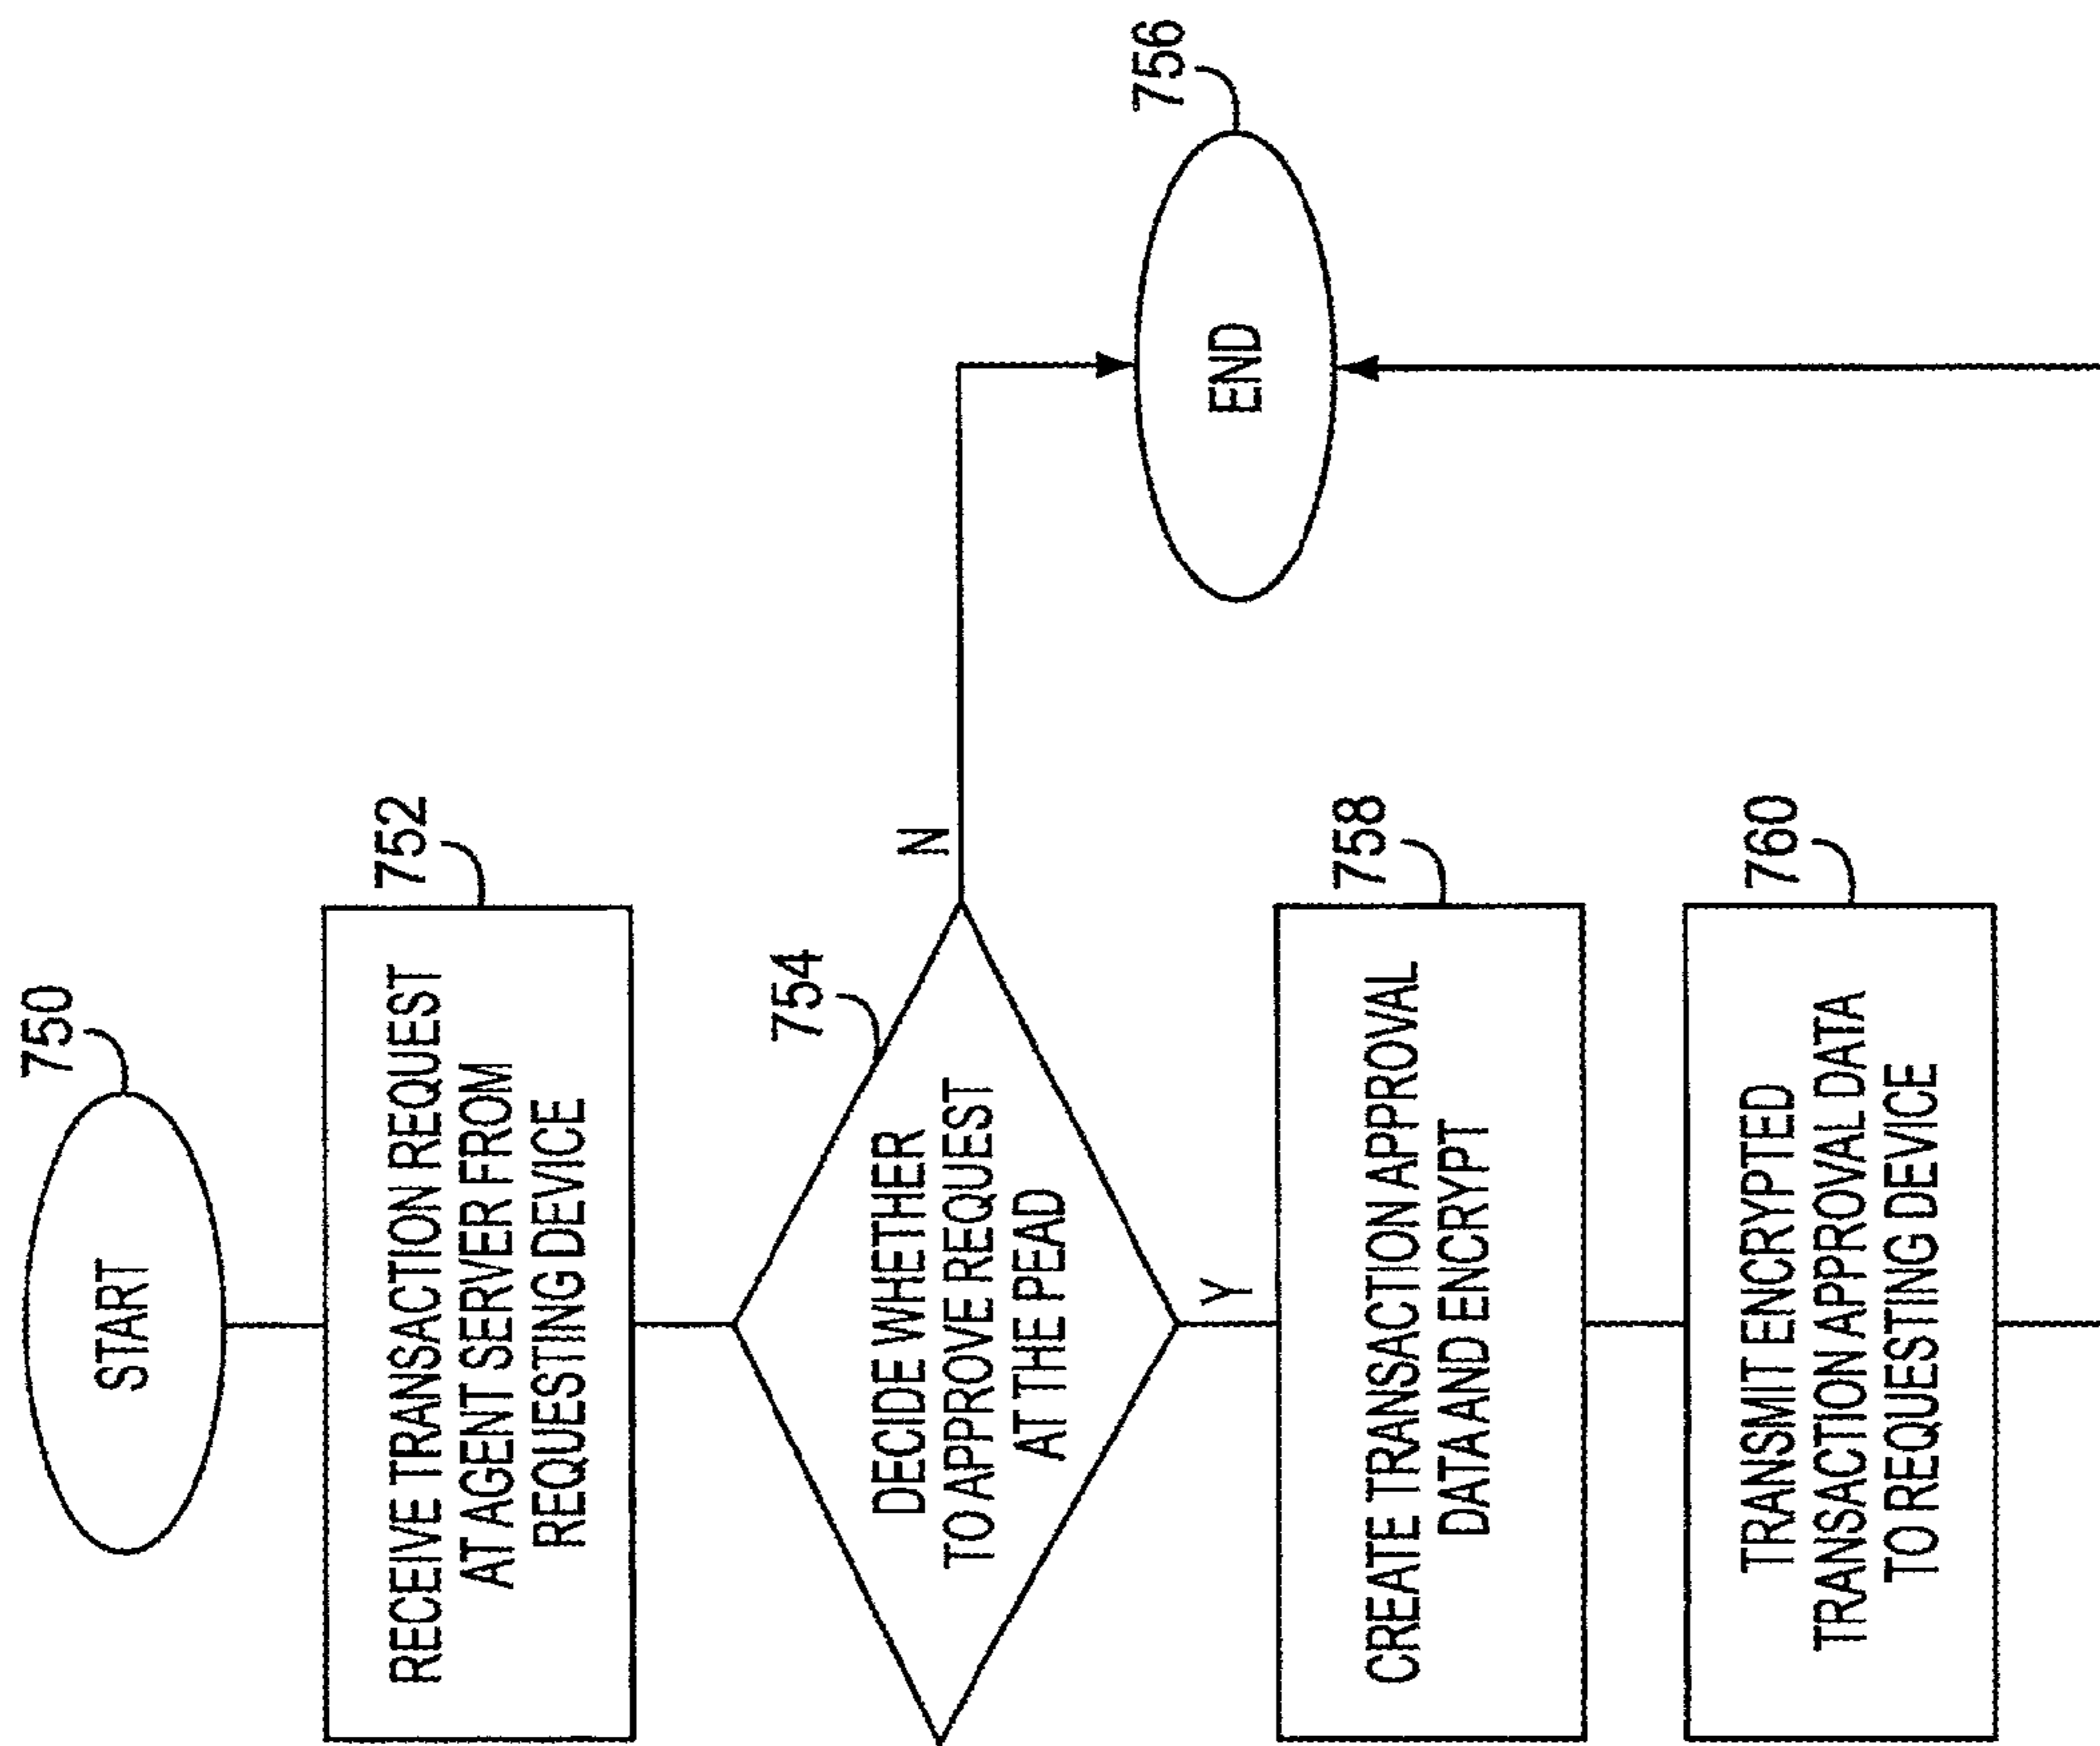 750
START
752
RECEIVE TRANSACTION REQUEST
AT AGENT SERVER FROM
REQUESTING DEVICE
754
DECIDE WHETHER
TO APPROVE REQUEST
AT THE PEAD
N
756
END
Y
758
CREATE TRANSACTION APPROVAL
DATA AND ENCRYPT
760
TRANSMIT ENCRYPTED
TRANSACTION APPROVAL DATA
TO REQUESTING DEVICE